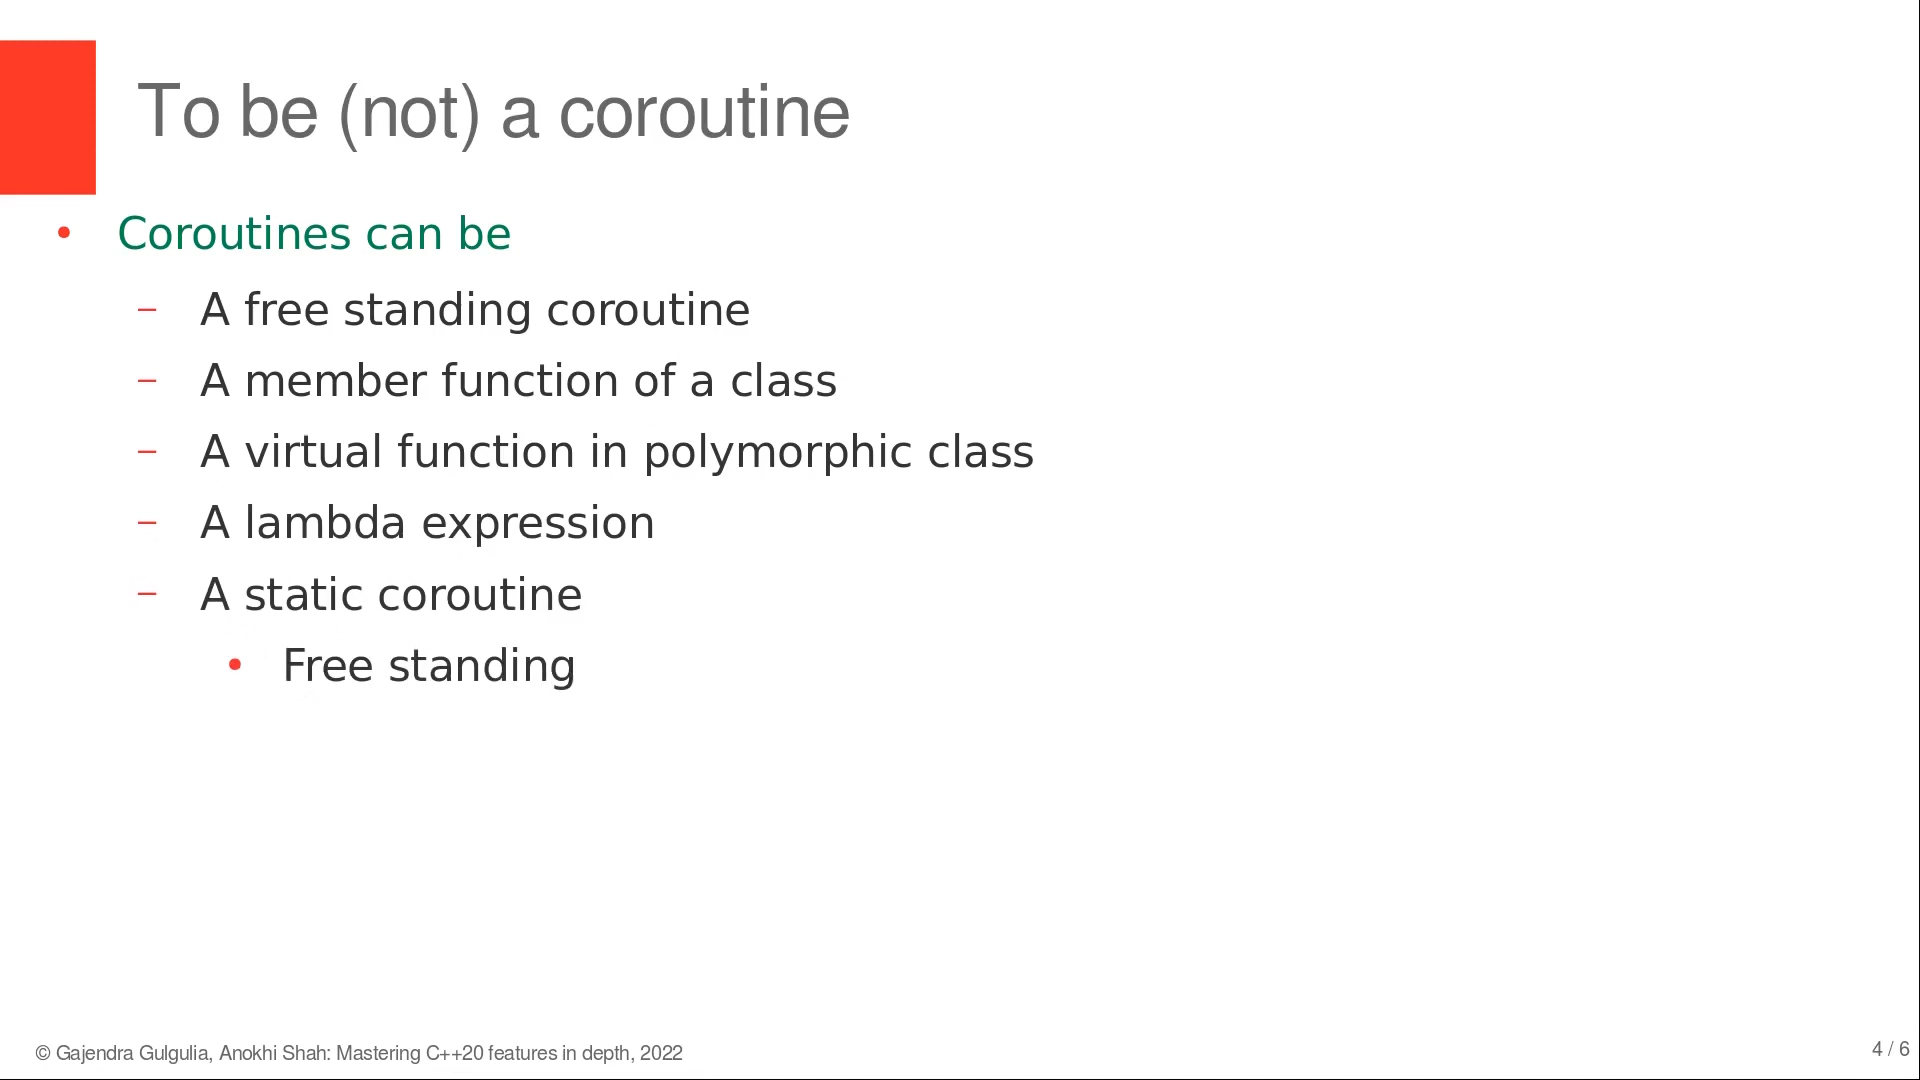 To be (not) a coroutine
• Coroutines can be
– A free standing coroutine
– A member function of a class
– A virtual function in polymorphic class
– A lambda expression
– A static coroutine
• Free standing
© Gajendra Gulgulia, Anokhi Shah: Mastering C++20 features in depth, 2022
4 / 6